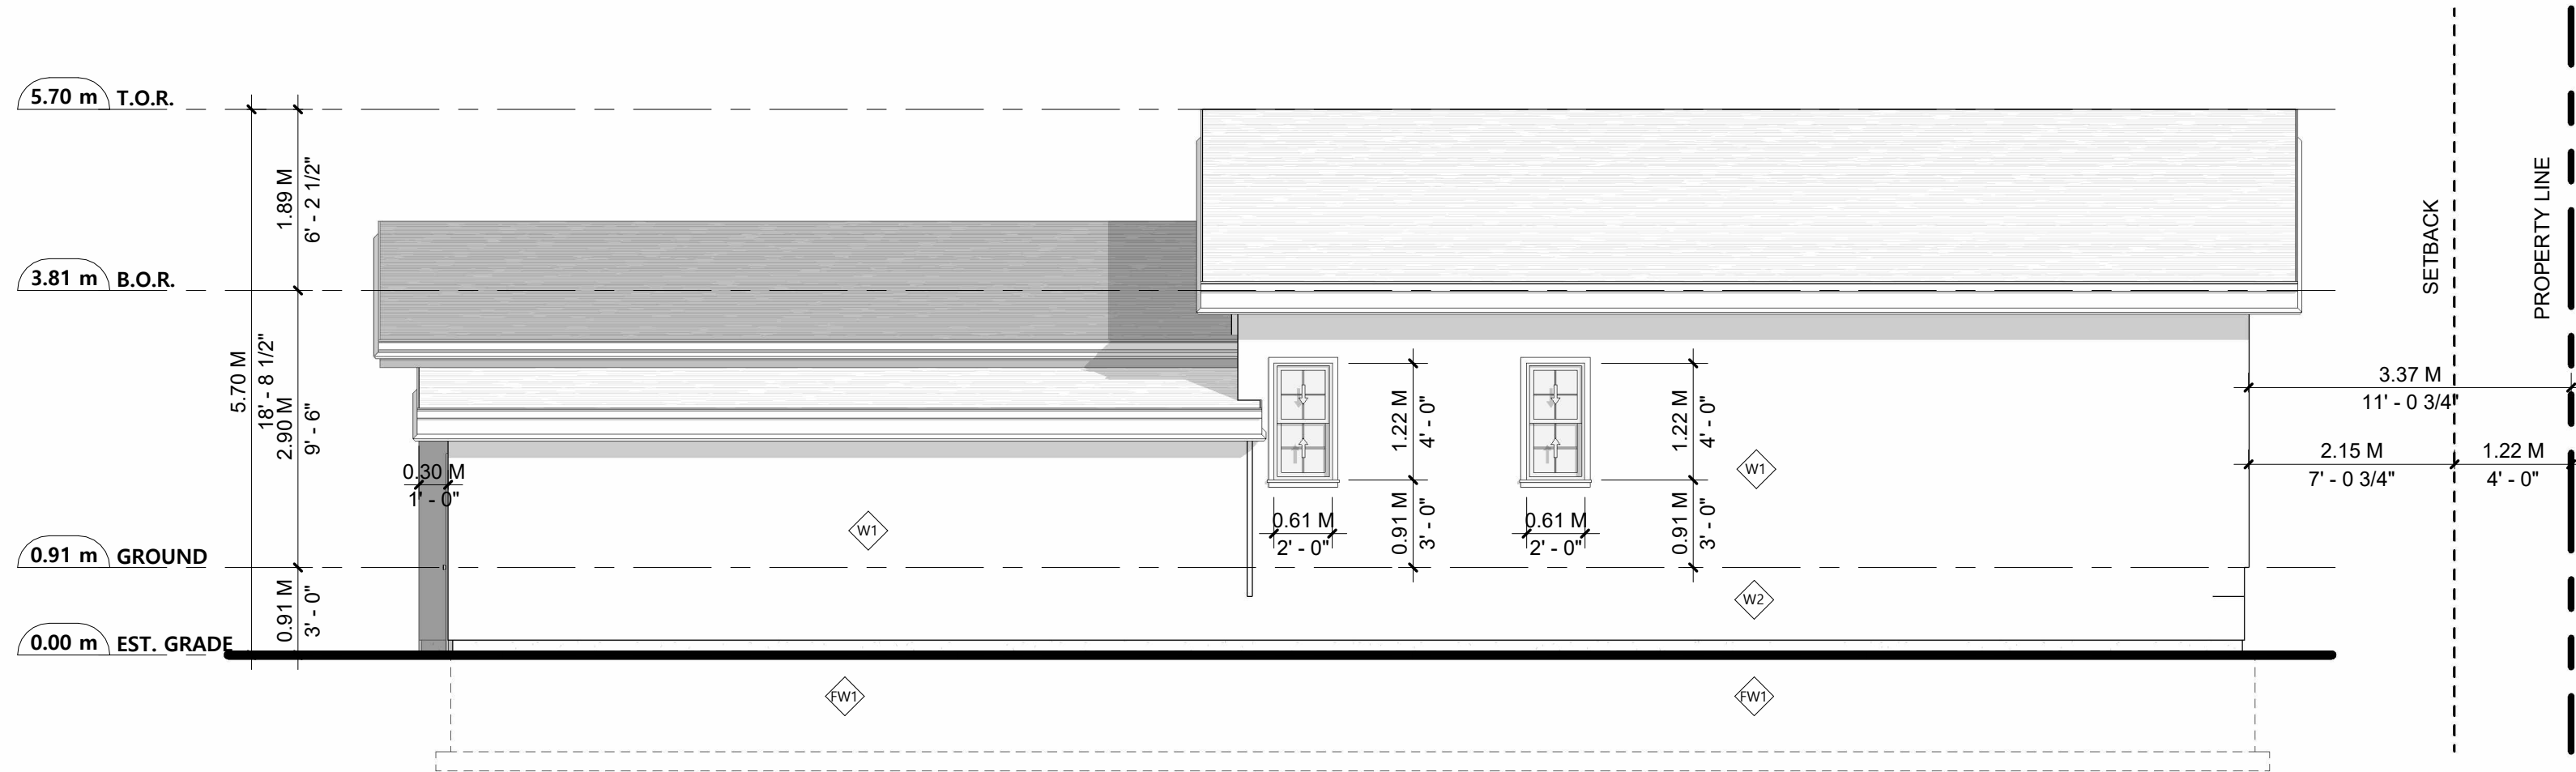 5.70 m T.O.R.
1.89 M
6' - 2 1/2"
3.81 m B.O.R.
5.70 M
18' - 8 1/2"
2.90 M
9' - 6"
0.30 M
1' - 0"
0.91 m GROUND
0.91 M
3' - 0"
0.00 m EST. GRADE
W1
FW1
0.61 M
2' - 0"
1.22 M
4' - 0"
0.91 M
3' - 0"
0.61 M
2' - 0"
1.22 M
4' - 0"
0.91 M
3' - 0"
W1
W2
FW1
SETBACK
PROPERTY LINE
3.37 M
11' - 0 3/4"
2.15 M
7' - 0 3/4"
1.22 M
4' - 0"